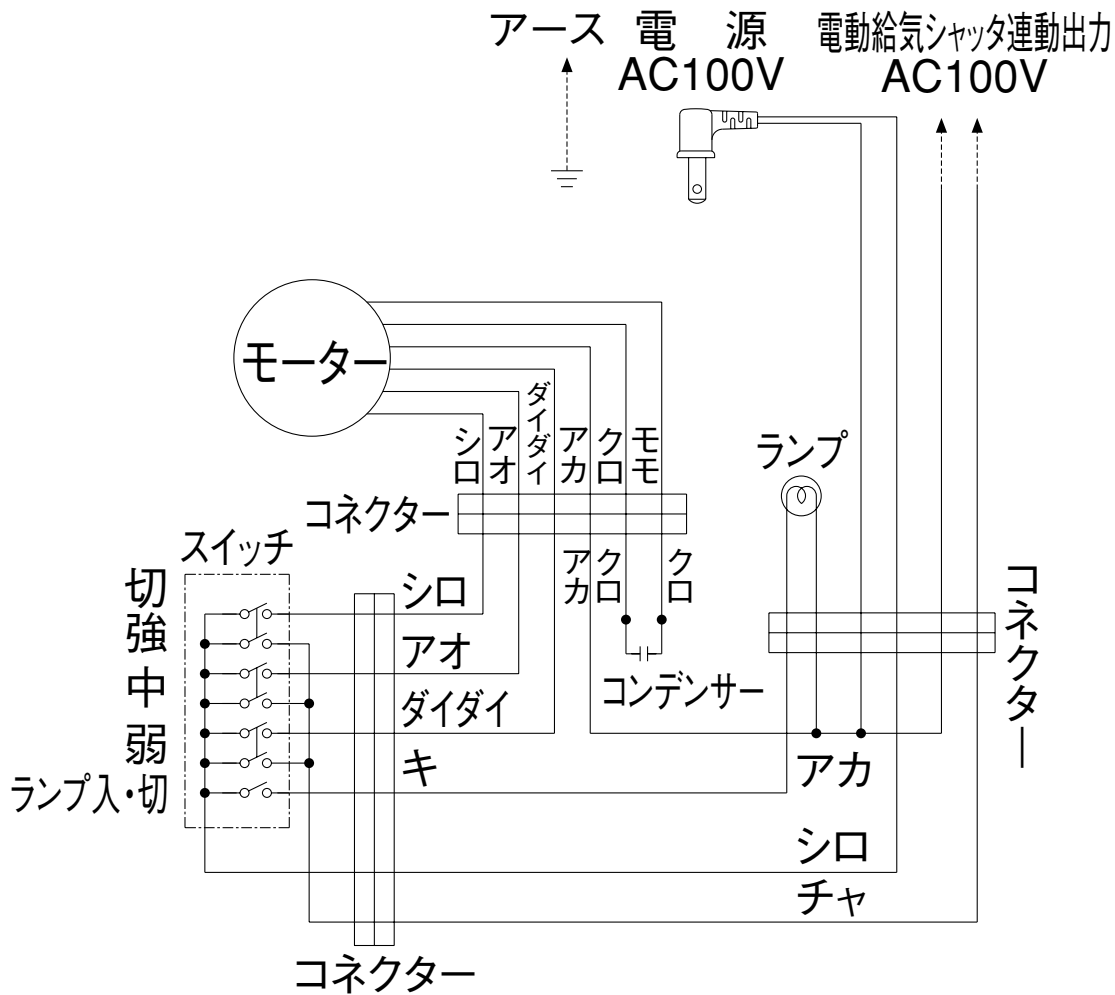 アース
電 源
AC100V
電動給気シャッタ連動出力
AC100V
モーター
シロ
アオ
ダイダイ
アカ
クロ
モモ
ランプ
コネクター
スイッチ
アカ
クロ
クロ
コネクター
切
強
中
弱
ランプ入・切
シロ
アオ
ダイダイ
キ
コンデンサー
アカ
シロ
チャ
コネクター